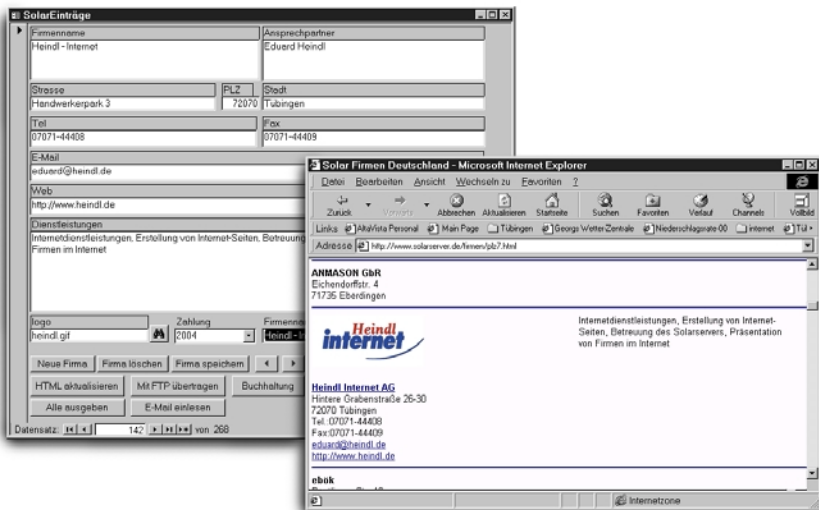 SolarEinträge
Firmenname
Ansprechpartner
Heindl - Internet
Eduard Heindl
Strasse
PLZ
Stadt
Handwerkerpark 3
72070
Tübingen
Tel
Fax
07071-44408
07071-44409
E-Mail
eduard@heindl.de
Web
http://www.heindl.de
Dienstleistungen
Internetdienstleistungen, Erstellung von Internet-Seiten, Betreuung
Firmen im Internet
logo
Zahlung
heindl.gif
2004
Heindl - In
Neue Firma
Firma löschen
Firma speichern
HTML aktualisieren
Mit FTP übertragen
Buchhaltung
Alle ausgeben
E-Mail einlesen
Datensatz:
142
von 268
Solar Firmen Deutschland - Microsoft Internet Explorer
Datei Bearbeiten Ansicht Wechseln zu Favoriten ?
Zurück Vorwärts Abbrechen Aktualisieren Startseite Suchen Favoriten Verlauf Channels Vollbild
Links AltaVista Personal Main Page Tübingen Georgs Wetter Zentrale Niederschlagsrate 00 internet Tül
Adresse http://www.solarserver.de/firmen/plz7.html
ANMASON GbR
Eichendorffstr. 4
71735 Eberdingen
Heindl
internet
Internetdienstleistungen, Erstellung von Internet-
Seiten, Betreuung des Solarservers, Präsentation
von Firmen im Internet
Heindl Internet AG
Hintere Grabenstraße 26-30
72070 Tübingen
Tel.:07071-44408
Fax:07071-44409
eduard@heindl.de
http://www.heindl.de
ebök
Internetzone